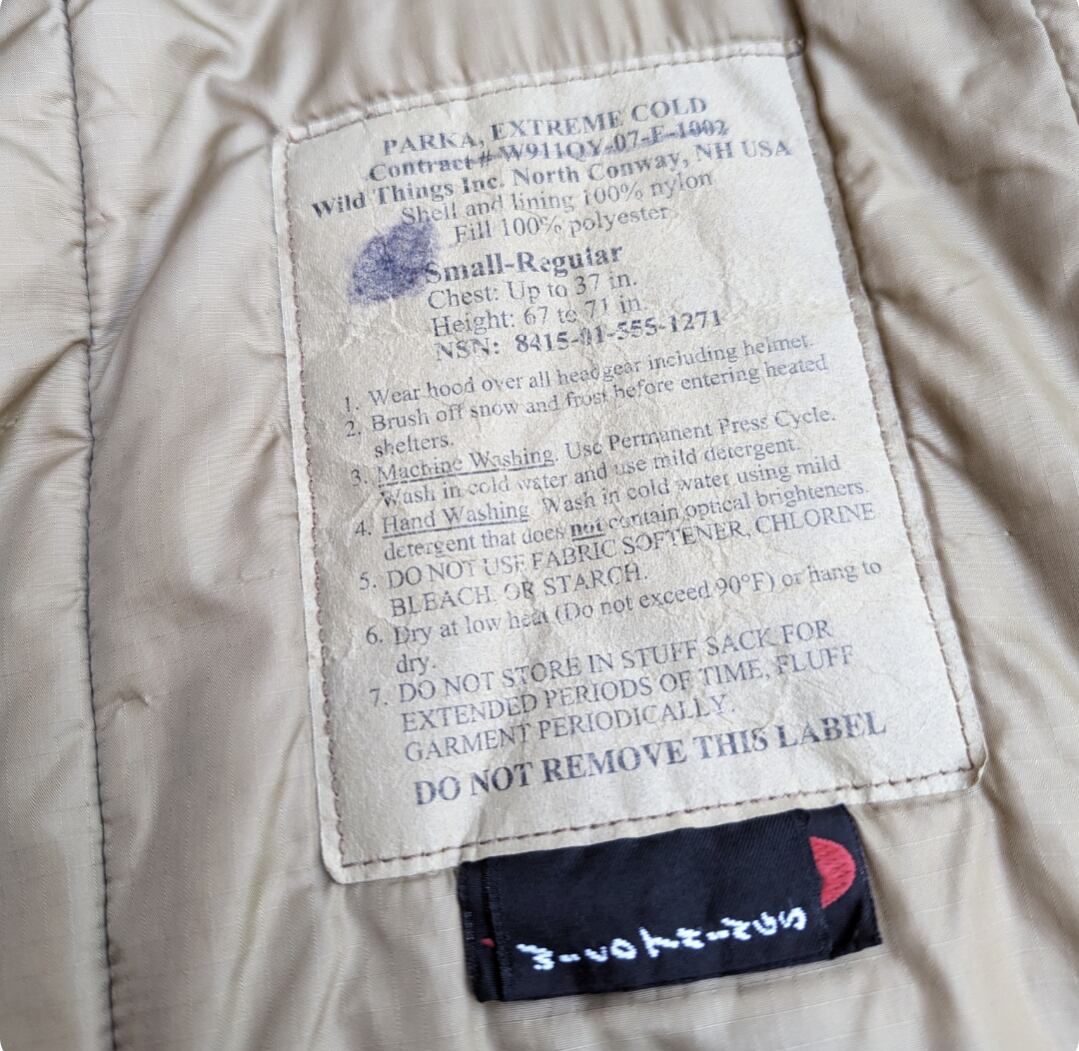 PARKA, EXTREME COLD
Contract# W911QY-07-F-1002
Wild Things Inc. North Conway, NH USA
Shell and lining 100% nylon
Fill 100% polyester
Small-Regular
Chest: Up to 37 in.
Height: 67 to 71 in.
NSN: 8415-01-555-1271
1. Wear hood over all headgear including helmet.
2. Brush off snow and frost before entering heated
shelters.
3. Machine Washing. Use Permanent Press Cycle.
Wash in cold water and use mild detergent.
4. Hand Washing. Wash in cold water using mild
detergent that does not contain optical brighteners.
5. DO NOT USE FABRIC SOFTENER, CHLORINE
BLEACH, OR STARCH.
6. Dry at low heat (Do not exceed 90°F) or hang to
dry.
7. DO NOT STORE IN STUFF SACK FOR
EXTENDED PERIODS OF TIME, FLUFF
GARMENT PERIODICALLY.
DO NOT REMOVE THIS LABEL